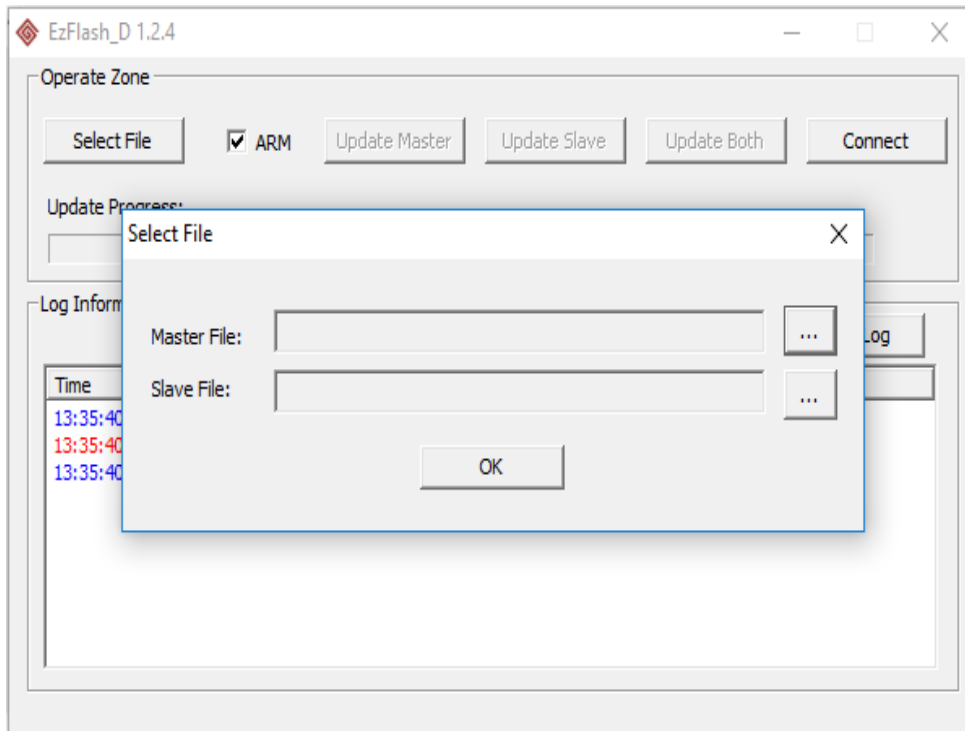 EzFlash_D 1.2.4
Operate Zone
Select File ARM Update Master Update Slave Update Both Connect
Update Progress:
Select File
Log Inform
Master File: ...
Log
Slave File: ...
Time
13:35:40
13:35:40
13:35:40
OK